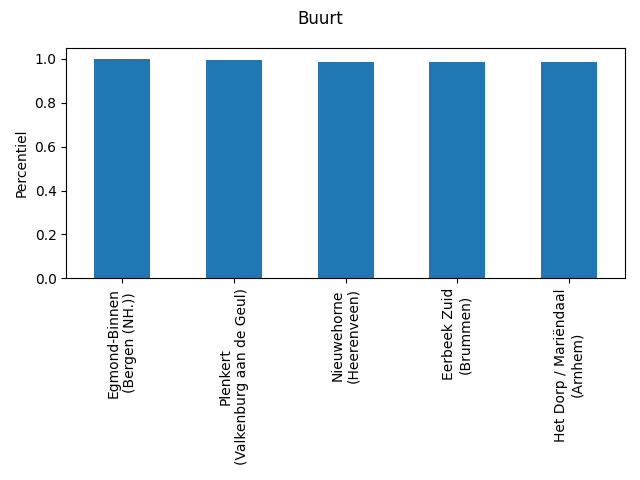 Buurt
Percentiel
1.0
0.8
0.6
0.4
0.2
0.0
Egmond-Binnen
(Bergen (NH.))
Plenkert
(Valkenburg aan de Geul)
Nieuwehorne
(Heerenveen)
Eerbeek Zuid
(Brummen)
Het Dorp / Mariëndaal
(Arnhem)